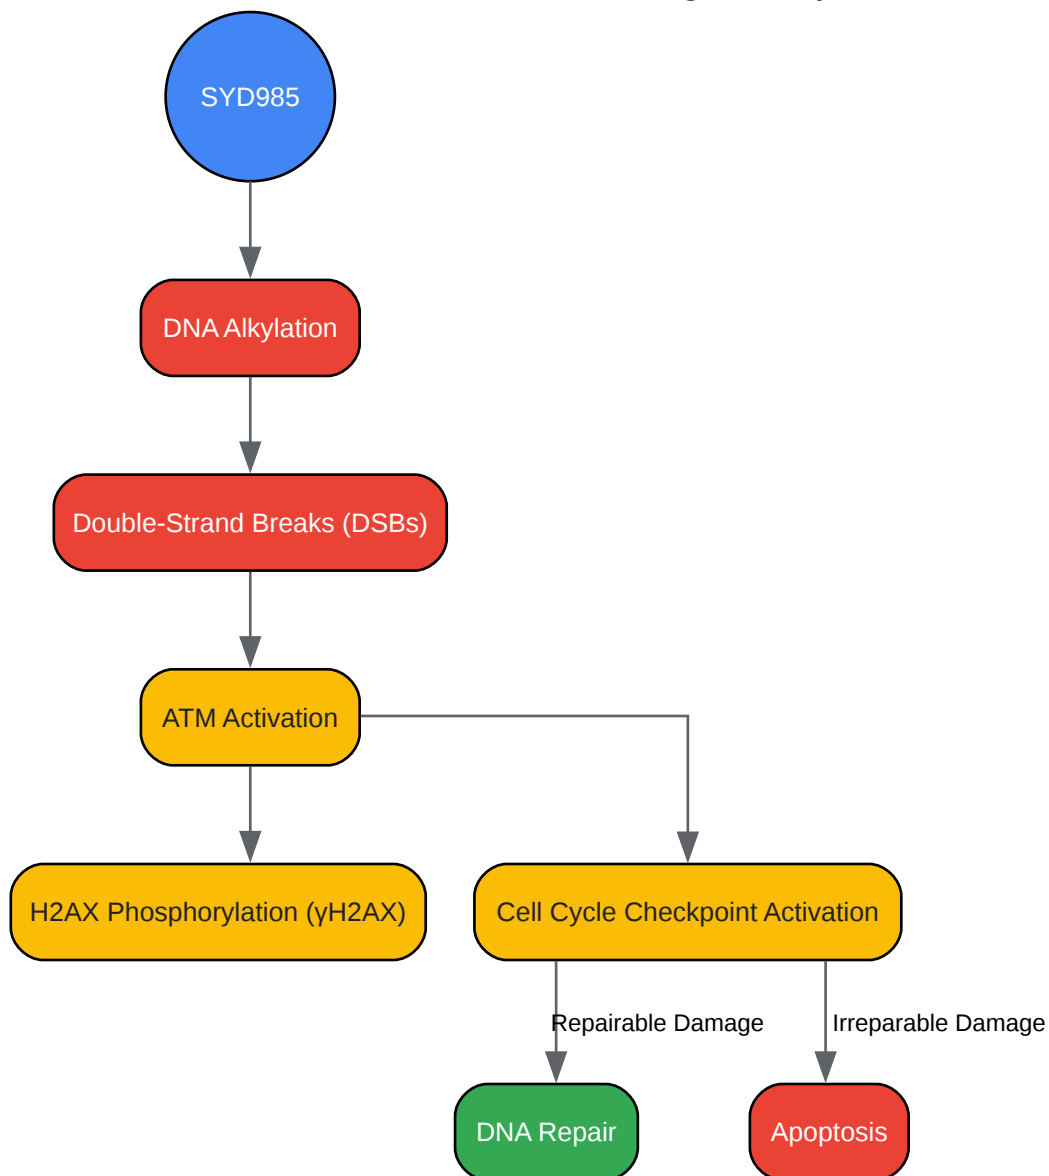 SYD985
DNA Alkylation
Double-Strand Breaks (DSBs)
ATM Activation
H2AX Phosphorylation (γH2AX)
Cell Cycle Checkpoint Activation
Repairable Damage
Irreparable Damage
DNA Repair
Apoptosis